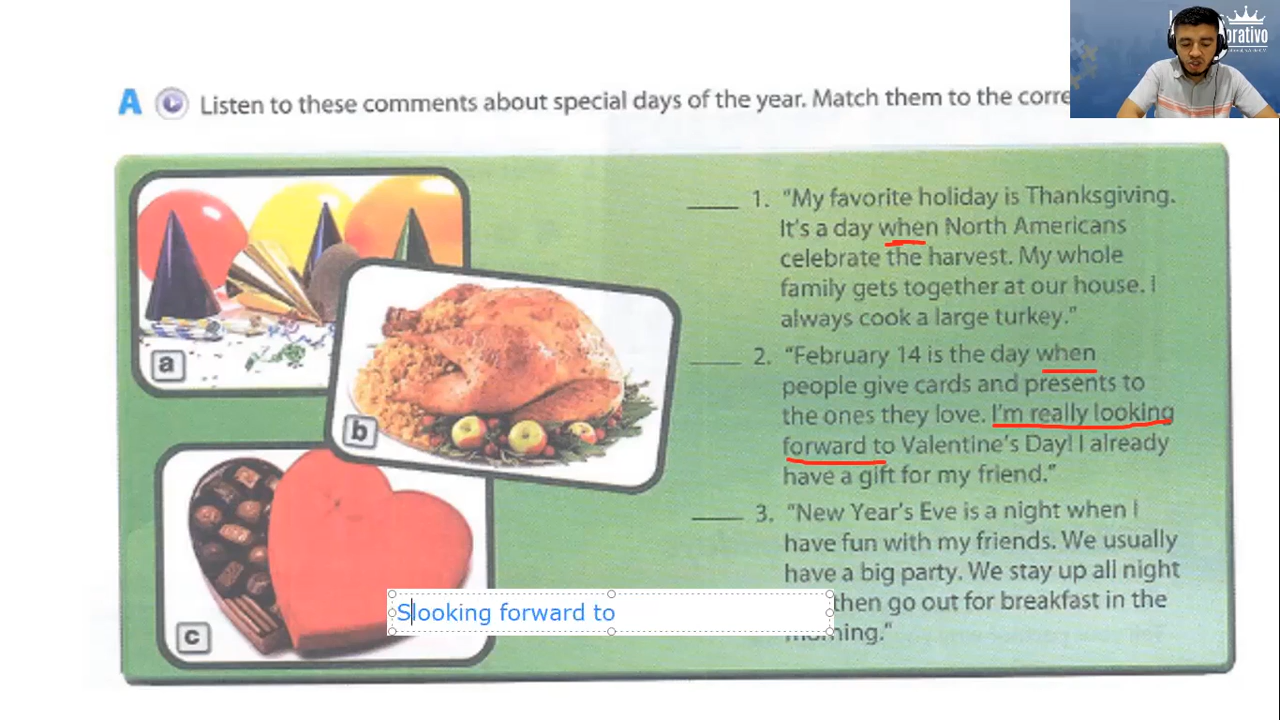 A Listen to these comments about special days of the year. Match them to the
1. "My favorite holiday is Thanksgiving.
It's a day when North Americans
celebrate the harvest. My whole
family gets together at our house. I
always cook a large turkey."
2. "February 14 is the day when
people give cards and presents to
the ones they love. I'm really looking
forward to Valentine's Day! I already
have a gift for my friend."
3. "New Year's Eve is a night when I
have fun with my friends. We usually
have a big party. We stay up all night
then go out for breakfast in the
a
b
c
Slooking forward to